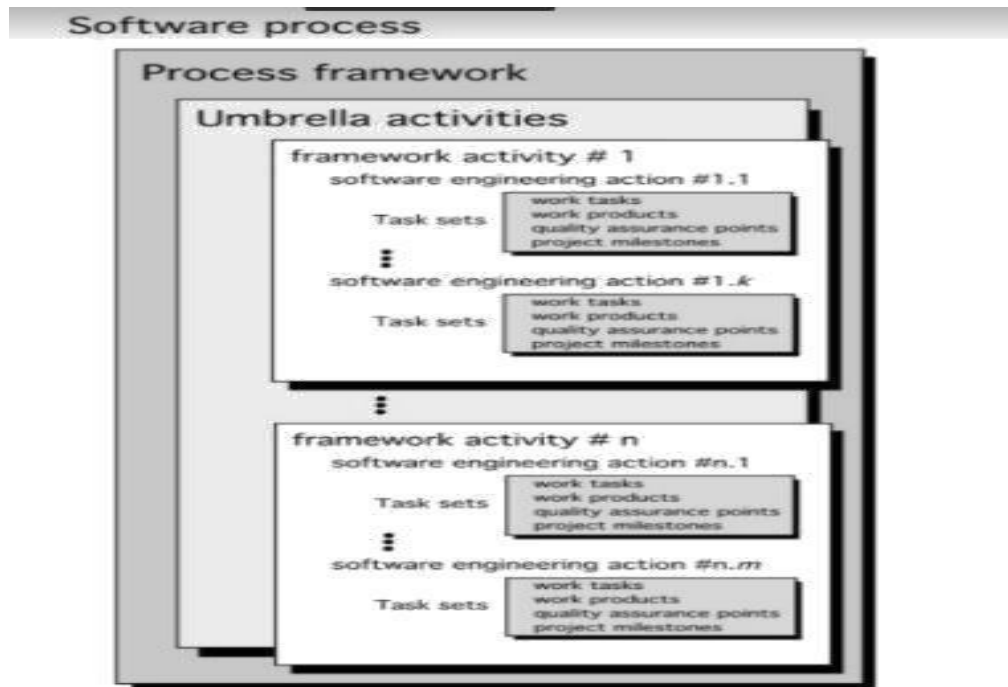 Software process
Process framework
Umbrella activities
framework activity # 1
software engineering action #1.1
Task sets
work tasks
work products
quality assurance points
project milestones
software engineering action #1.k
Task sets
work tasks
work products
quality assurance points
project milestones
framework activity # n
software engineering action #n.1
Task sets
work tasks
work products
quality assurance points
project milestones
software engineering action #n.m
Task sets
work tasks
work products
quality assurance points
project milestones